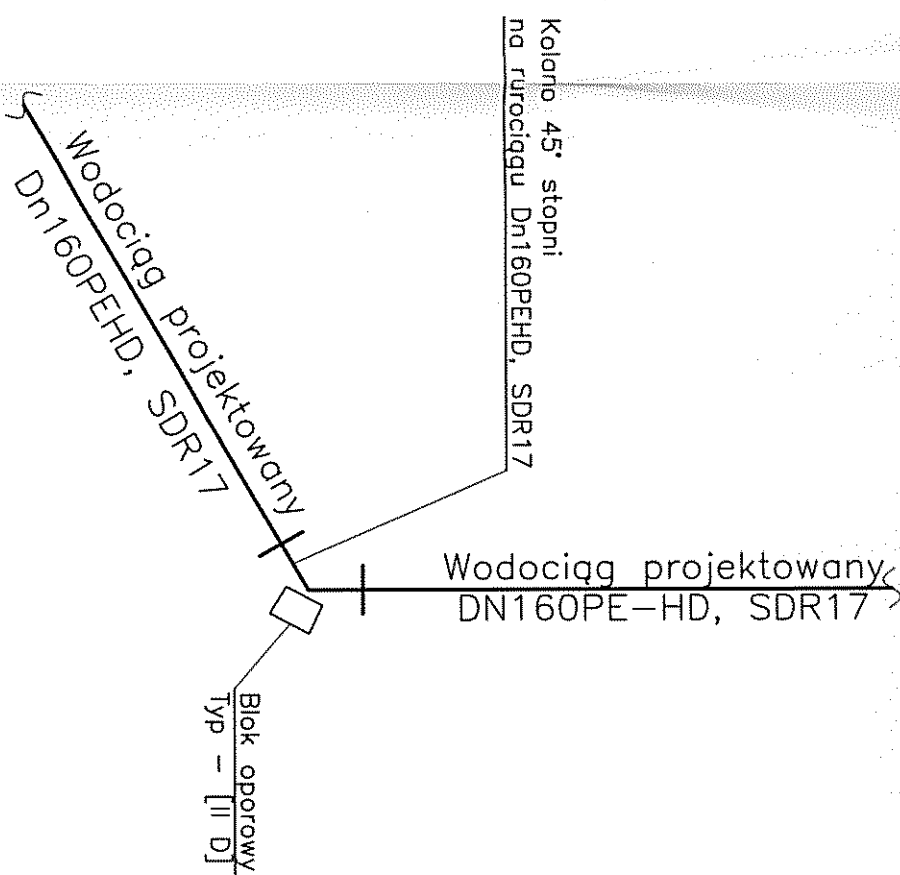 Kolano 45° stopni
na rurociągu Dn160PEHD, SDR17
Wodociąg projektowany
Dn160PEHD, SDR17
Wodociąg projektowany
DN160PE-HD, SDR17
Blok oporowy
Typ - [II D]